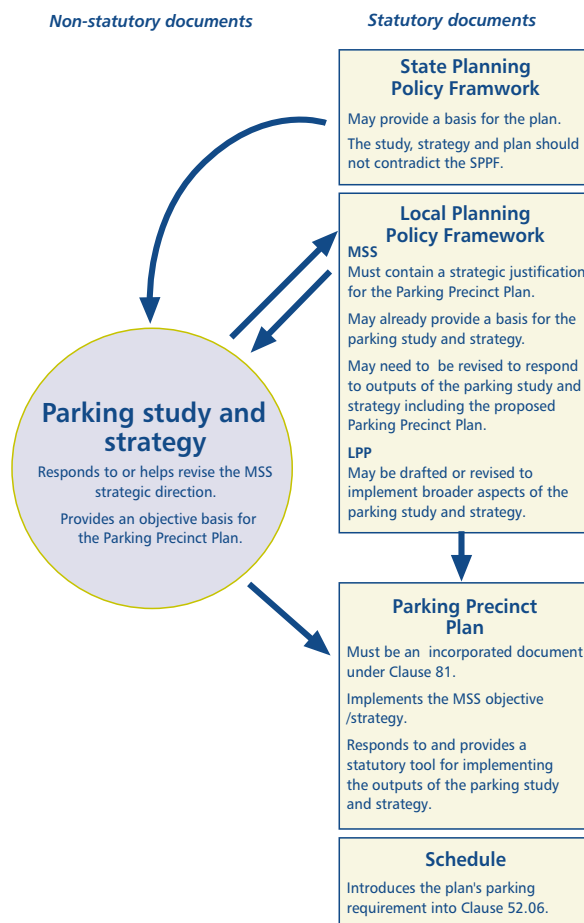 Non-statutory documents
Statutory documents
State Planning
Policy Framwork
May provide a basis for the plan.
The study, strategy and plan should
not contradict the SPPF.
Local Planning
Policy Framework
MSS
Must contain a strategic justification
for the Parking Precinct Plan.
May already provide a basis for the
parking study and strategy.
May need to be revised to respond
to outputs of the parking study and
strategy including the proposed
Parking Precinct Plan.
LPP
May be drafted or revised to
implement broader aspects of the
parking study and strategy.
Parking study and
strategy
Responds to or helps revise the MSS
strategic direction.
Provides an objective basis for
the Parking Precinct Plan.
Parking Precinct
Plan
Must be an incorporated document
under Clause 81.
Implements the MSS objective
/strategy.
Responds to and provides a
statutory tool for implementing
the outputs of the parking study
and strategy.
Schedule
Introduces the plan's parking
requirement into Clause 52.06.